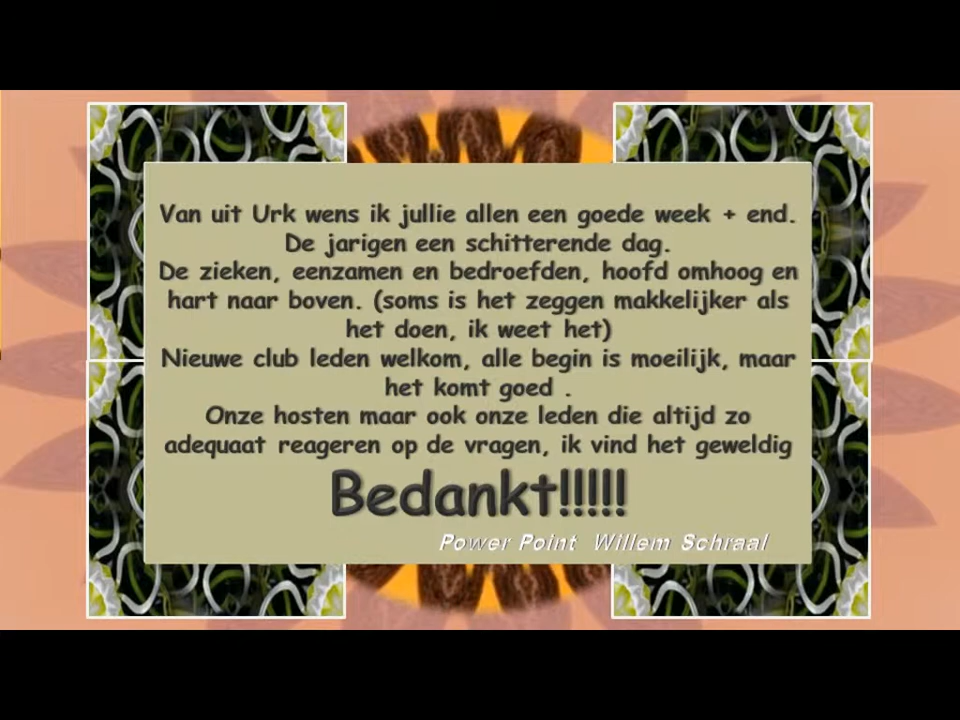 Van uit Urk wens ik jullie allen een goede week + end.
De jarigen een schitterende dag.
De zieken, eenzamen en bedroefden, hoofd omhoog en
hart naar boven. (soms is het zeggen makkelijker als
het doen, ik weet het)
Nieuwe club leden welkom, alle begin is moeilijk, maar
het komt goed .
Onze hosten maar ook onze leden die altijd zo
adequaat reageren op de vragen, ik vind het geweldig
Bedankt!!!!!
Power Point Willem Schraal